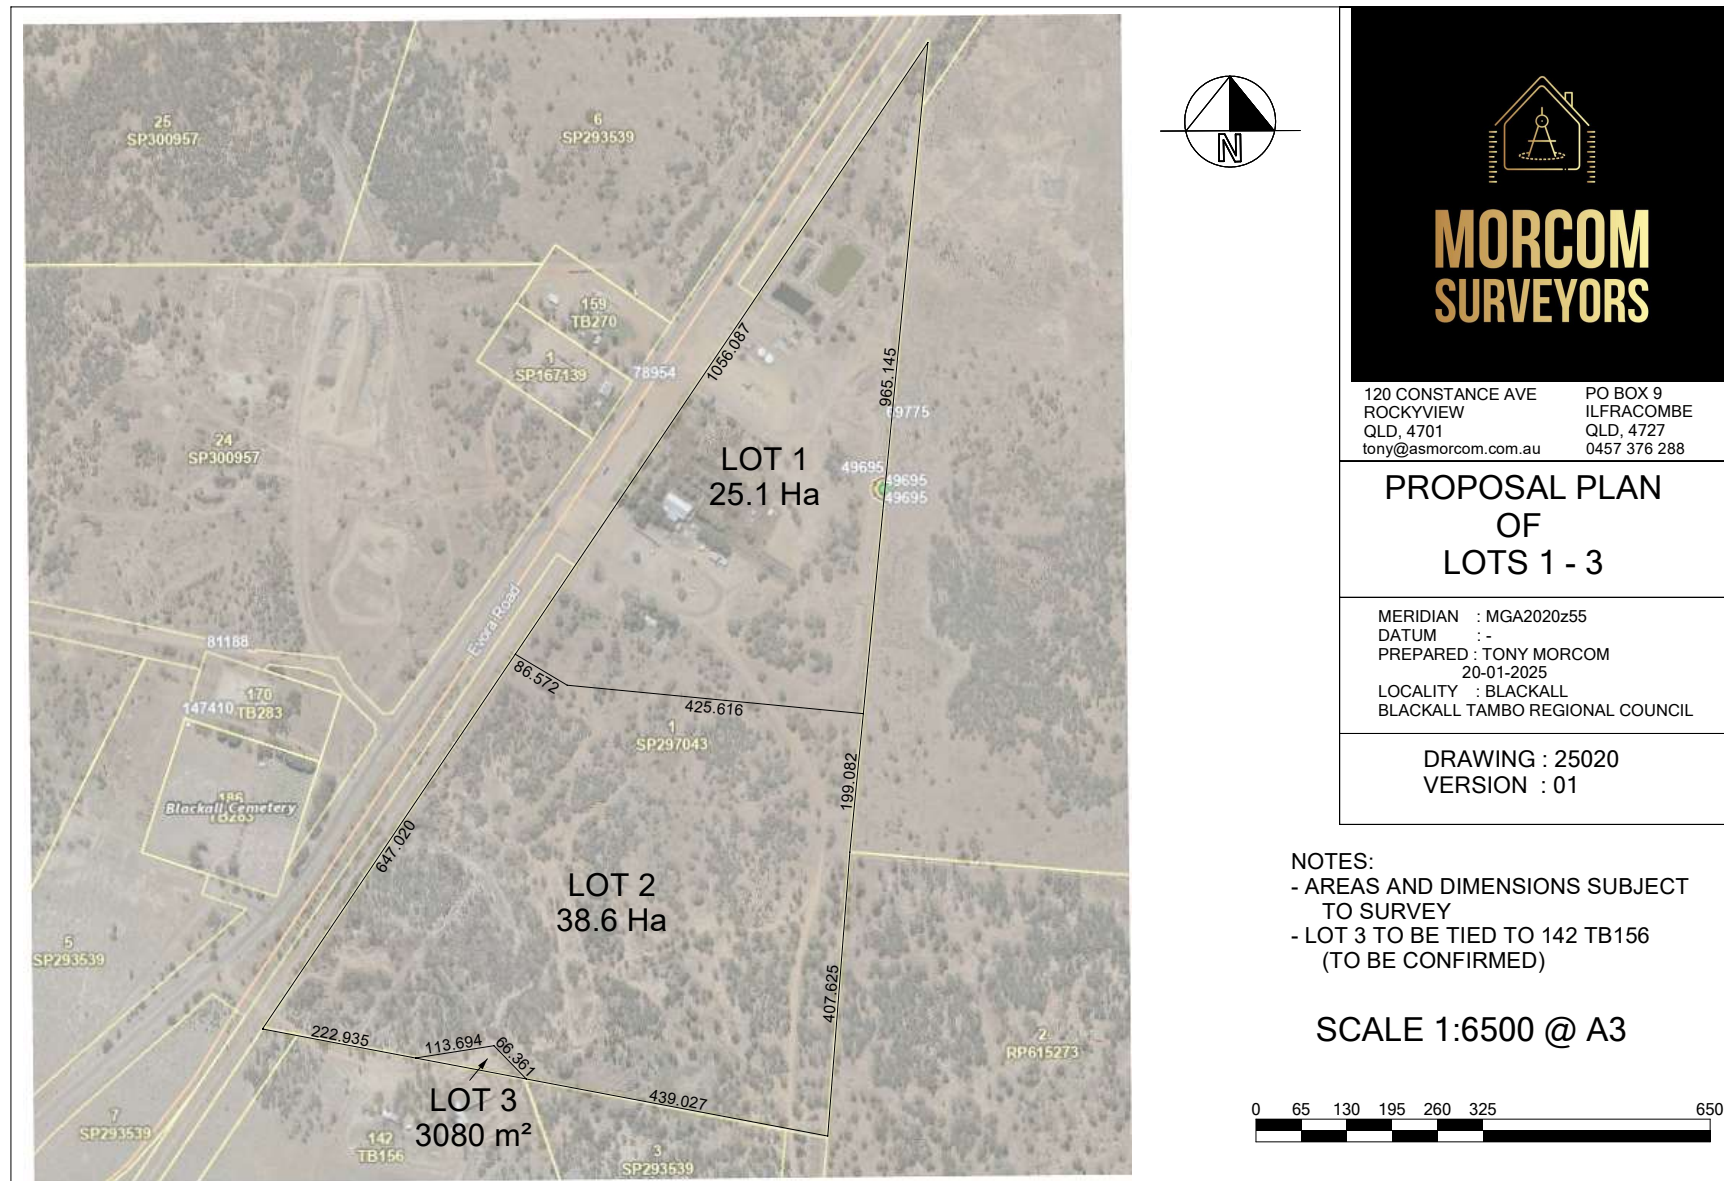 25
SP300957
6
SP293539
159
TB270
1
SP167139
78954
1056.087
965.145
69775
24
SP300957
LOT 1
25.1 Ha
49695
49695
49695
Evora Road
81188
86.572
425.616
170
TB283
147410
1
SP297043
199.082
186
Blackall Cemetery
TB283
647.020
LOT 2
38.6 Ha
5
SP293539
407.625
222.935
113.694
66.361
439.027
2
RP615273
LOT 3
3080 m²
7
SP293539
142
TB156
3
SP293539
N
MORCOM
SURVEYORS
120 CONSTANCE AVE
ROCKYVIEW
QLD, 4701
tony@asmorcom.com.au
PO BOX 9
ILFRACOMBE
QLD, 4727
0457 376 288
PROPOSAL PLAN
OF
LOTS 1 - 3
MERIDIAN : MGA2020z55
DATUM : -
PREPARED : TONY MORCOM
20-01-2025
LOCALITY : BLACKALL
BLACKALL TAMBO REGIONAL COUNCIL
DRAWING : 25020
VERSION : 01
NOTES:
- AREAS AND DIMENSIONS SUBJECT
TO SURVEY
- LOT 3 TO BE TIED TO 142 TB156
(TO BE CONFIRMED)
SCALE 1:6500 @ A3
0 65 130 195 260 325 650